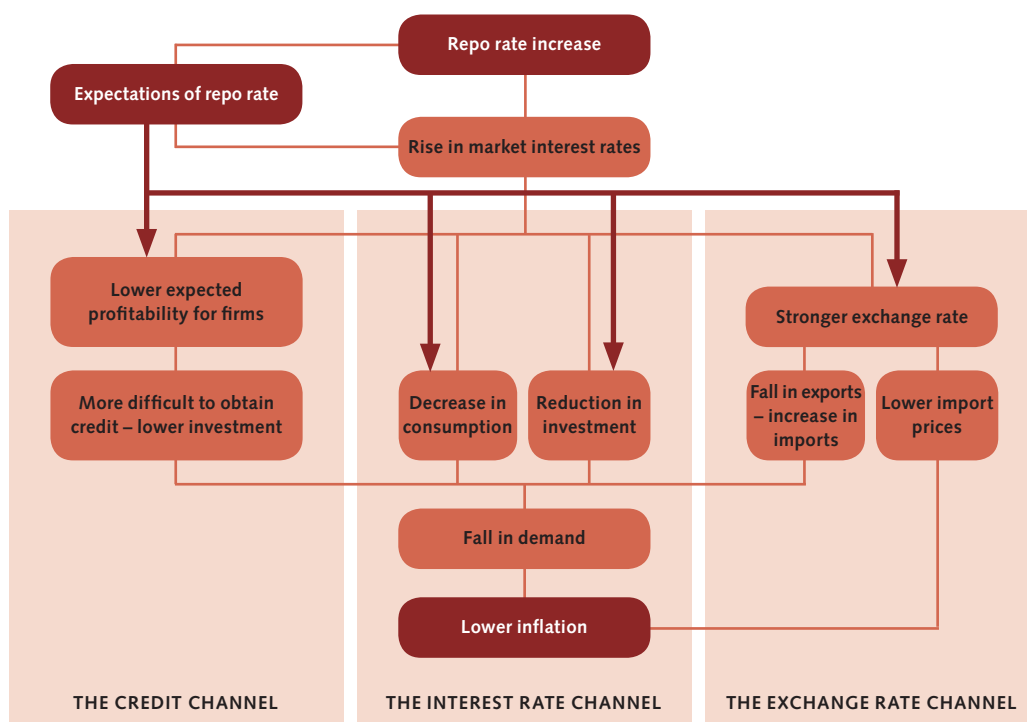 Repo rate increase
Expectations of repo rate
Rise in market interest rates
Lower expected
profitability for firms
Stronger exchange rate
More difficult to obtain
credit – lower investment
Decrease in
consumption
Reduction in
investment
Fall in exports
– increase in
imports
Lower import
prices
Fall in demand
Lower inflation
THE CREDIT CHANNEL
THE INTEREST RATE CHANNEL
THE EXCHANGE RATE CHANNEL